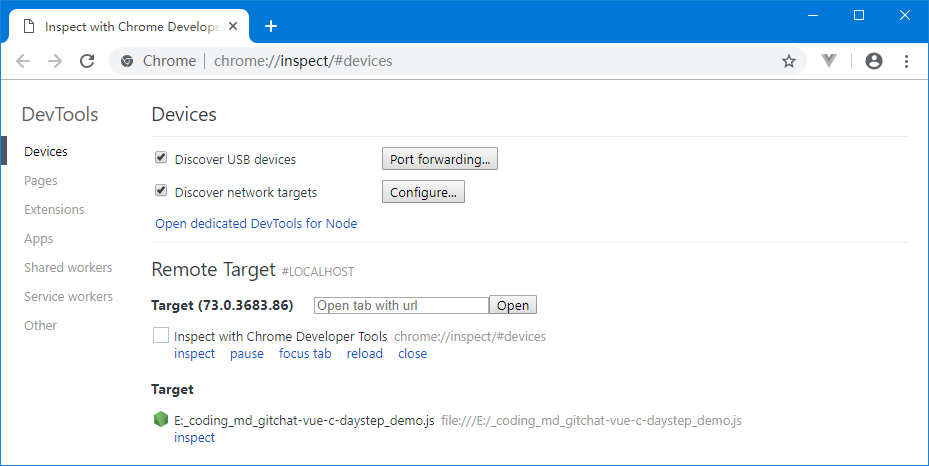 Inspect with Chrome Develope
Chrome | chrome://inspect/#devices
DevTools
Devices
Pages
Extensions
Apps
Shared workers
Service workers
Other
Devices
Discover USB devices Port forwarding...
Discover network targets Configure...
Open dedicated DevTools for Node
Remote Target #LOCALHOST
Target (73.0.3683.86) Open tab with url Open
Inspect with Chrome Developer Tools chrome://inspect/#devices
inspect pause focus tab reload close
Target
E:_coding_md_gitchat-vue-c-daystep_demo.js file:///E:/_coding_md_gitchat-vue-c-daystep_demo.js
inspect